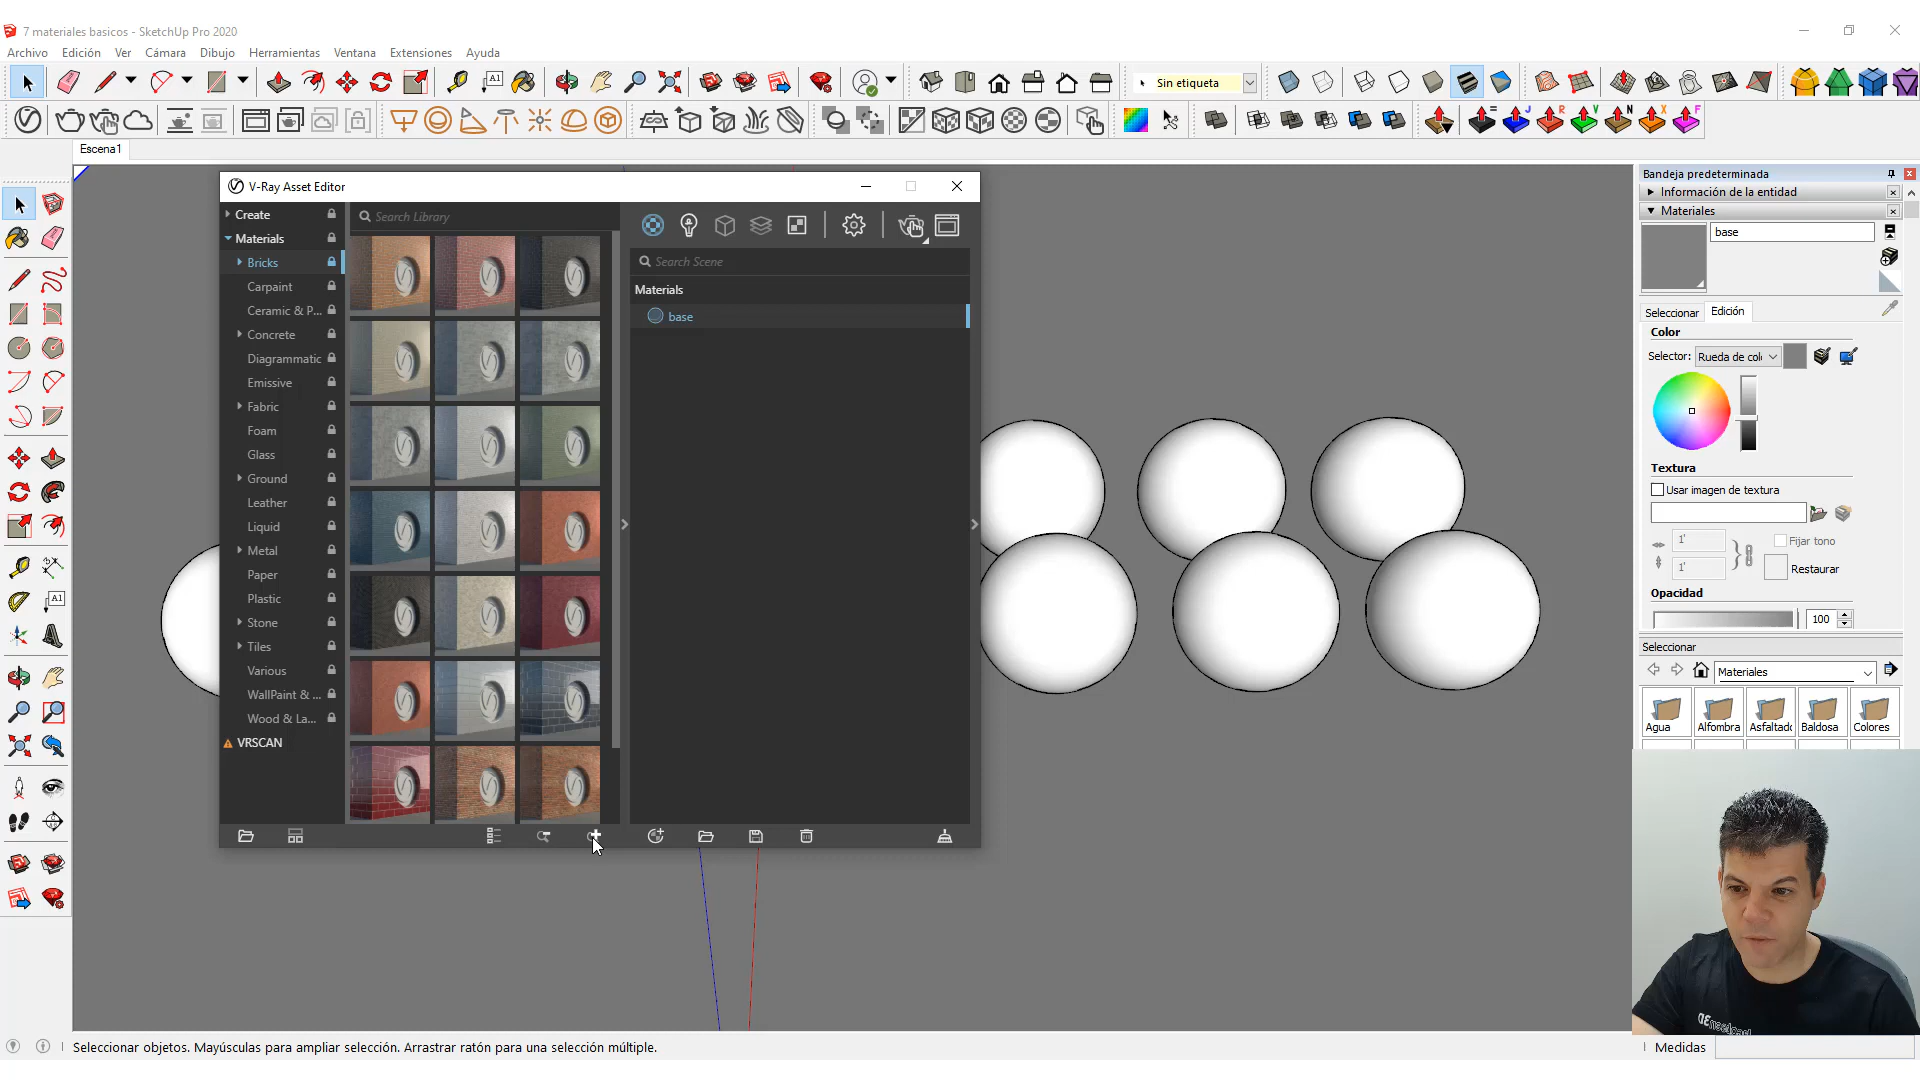 7 materiales basicos - SketchUp Pro 2020
Archivo Edición Ver Cámara Dibujo Herramientas Ventana Extensiones Ayuda
A1
Sin etiqueta
= J R V N X F
Escena1
V-Ray Asset Editor
Create
Materials
Bricks
Carpaint
Ceramic & P...
Concrete
Diagrammatic
Emissive
Fabric
Foam
Glass
Ground
Leather
Liquid
Metal
Paper
Plastic
Stone
Tiles
Various
WallPaint & ...
Wood & La...
VRSCAN
Search Library
Search Scene
Materials
base
A1
Bandeja predeterminada
Información de la entidad
Materiales
base
Seleccionar Edición
Color
Selector: Rueda de col
Textura
Usar imagen de textura
1' Fijar tono
1' Restaurar
Opacidad
100
Seleccionar
Materiales
Agua Alfombra Asfaltado Baldosa Colores
Seleccionar objetos. Mayúsculas para ampliar selección. Arrastrar ratón para una selección múltiple.
Medidas